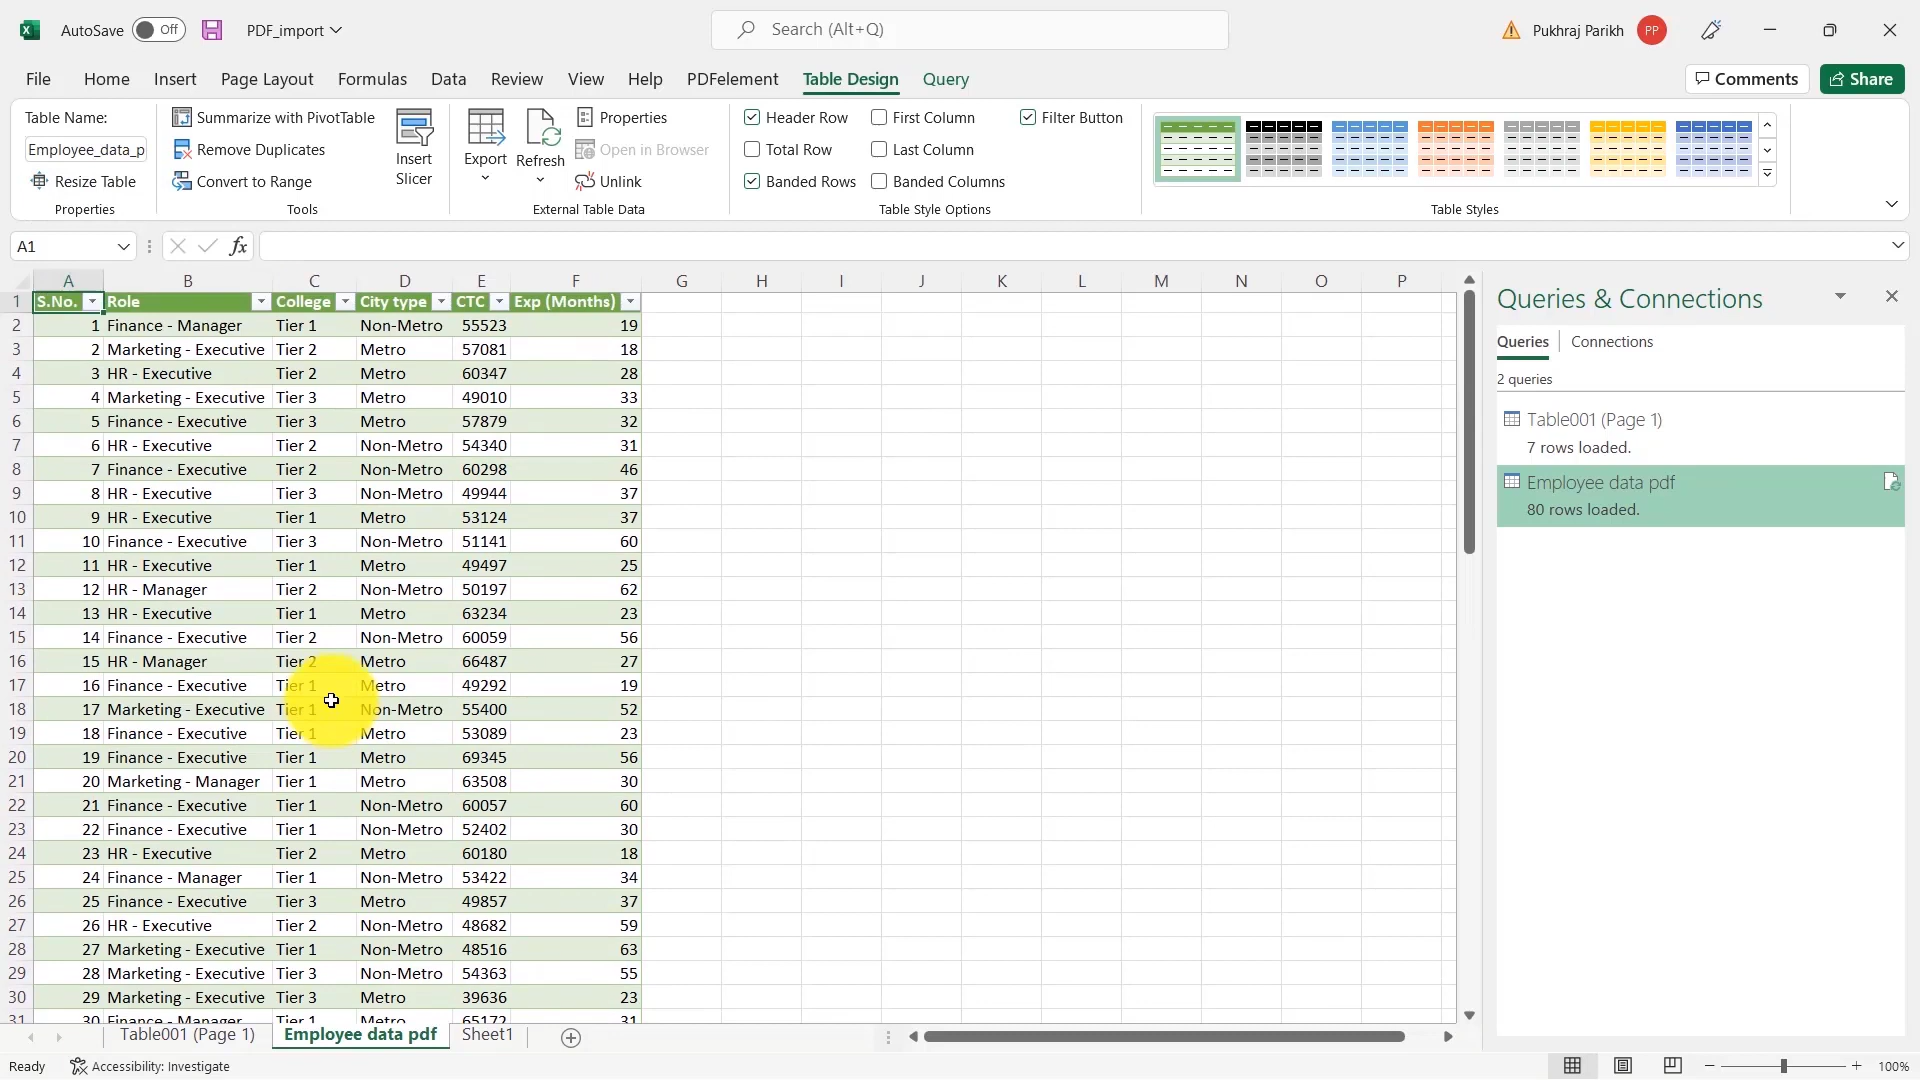 AutoSave Off PDF_import Search (Alt+Q) Pukhraj Parikh PP
File Home Insert Page Layout Formulas Data Review View Help PDFelement Table Design Query Comments Share
Table Name:
Employee_data_p
Resize Table
Properties
Summarize with PivotTable
Remove Duplicates
Convert to Range
Tools
Insert
Slicer
Export
Refresh
Properties
Open in Browser
Unlink
External Table Data
Header Row First Column Filter Button
Total Row Last Column
Banded Rows Banded Columns
Table Style Options
Table Styles
A1 fx
A B C D E F G H I J K L M N O P
1 S.No. Role College City type CTC Exp (Months)
2 1 Finance - Manager Tier 1 Non-Metro 55523 19
3 2 Marketing - Executive Tier 2 Metro 57081 18
4 3 HR - Executive Tier 2 Metro 60347 28
5 4 Marketing - Executive Tier 3 Metro 49010 33
6 5 Finance - Executive Tier 3 Metro 57879 32
7 6 HR - Executive Tier 2 Non-Metro 54340 31
8 7 Finance - Executive Tier 2 Non-Metro 60298 46
9 8 HR - Executive Tier 3 Non-Metro 49944 37
10 9 HR - Executive Tier 1 Metro 53124 37
11 10 Finance - Executive Tier 3 Non-Metro 51141 60
12 11 HR - Executive Tier 1 Metro 49497 25
13 12 HR - Manager Tier 2 Non-Metro 50197 62
14 13 HR - Executive Tier 1 Metro 63234 23
15 14 Finance - Executive Tier 2 Non-Metro 60059 56
16 15 HR - Manager Tier 2 Metro 66487 27
17 16 Finance - Executive Tier 1 Metro 49292 19
18 17 Marketing - Executive Tier 1 Non-Metro 55400 52
19 18 Finance - Executive Tier 1 Metro 53089 23
20 19 Finance - Executive Tier 1 Metro 69345 56
21 20 Marketing - Manager Tier 1 Metro 63508 30
22 21 Finance - Executive Tier 1 Non-Metro 60057 60
23 22 Finance - Executive Tier 1 Non-Metro 52402 30
24 23 HR - Executive Tier 2 Metro 60180 18
25 24 Finance - Manager Tier 1 Non-Metro 53422 34
26 25 Finance - Executive Tier 3 Metro 49857 37
27 26 HR - Executive Tier 2 Non-Metro 48682 59
28 27 Marketing - Executive Tier 1 Non-Metro 48516 63
29 28 Marketing - Executive Tier 3 Non-Metro 54363 55
30 29 Marketing - Executive Tier 3 Metro 39636 23
31 30 Finance - Manager Tier 1 Metro 65172 31
Queries & Connections
Queries Connections
2 queries
Table001 (Page 1)
7 rows loaded.
Employee data pdf
80 rows loaded.
Table001 (Page 1) Employee data pdf Sheet1
Ready Accessibility: Investigate 100%